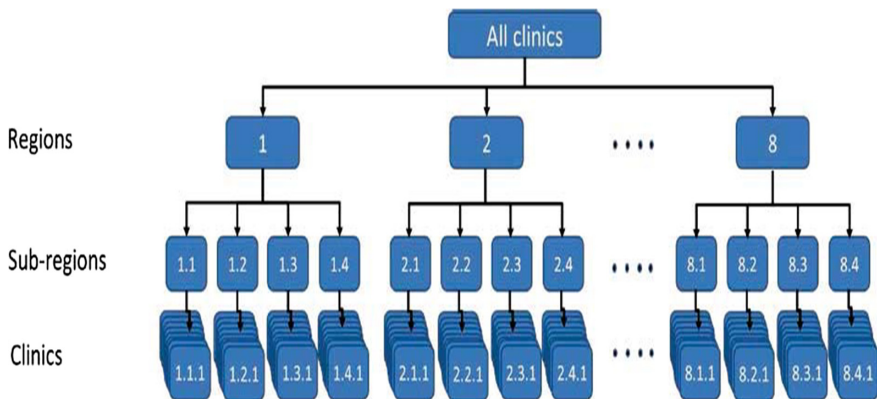 All clinics
Regions 1 2 .... 8
Sub-regions 1.1 1.2 1.3 1.4 2.1 2.2 2.3 2.4 ..... 8.1 8.2 8.3 8.4
Clinics 1.1.1 1.2.1 1.3.1 1.4.1 2.1.1 2.2.1 2.3.1 2.4.1 ..... 8.1.1 8.2.1 8.3.1 8.4.1